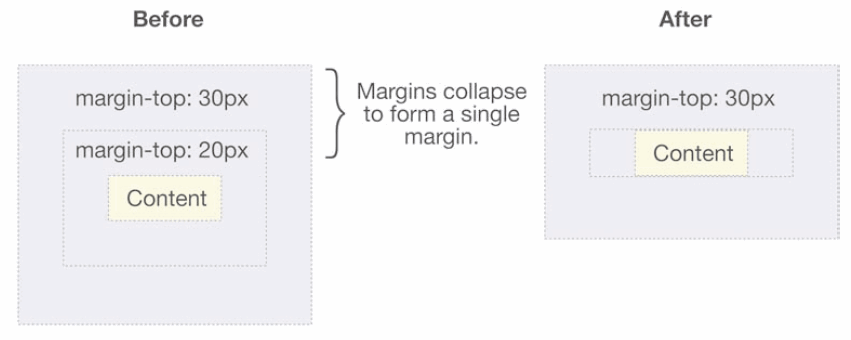 Before
After
margin-top: 30px
margin-top: 20px
Content
Margins collapse
to form a single
margin.
margin-top: 30px
Content